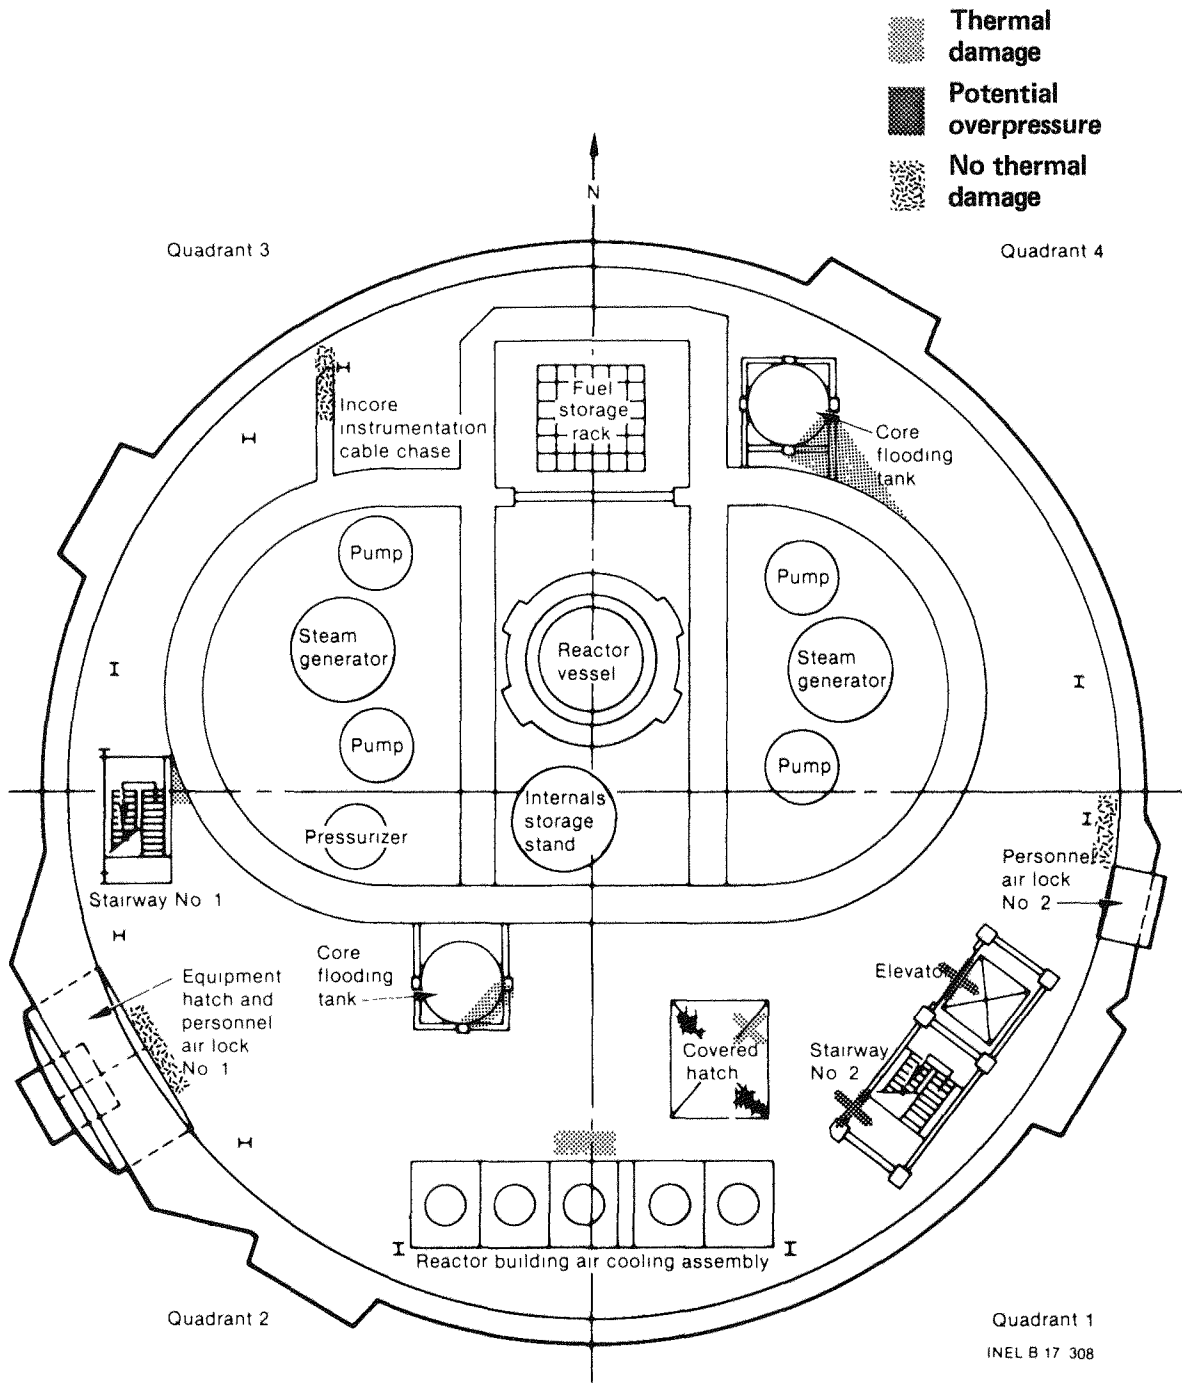 Thermal
damage
Potential
overpressure
No thermal
damage
N
Quadrant 3
Quadrant 4
Incore
instrumentation
cable chase
Fuel
storage
rack
Core
flooding
tank
Pump
Pump
Steam
generator
Reactor
vessel
Steam
generator
Pump
Pump
Internals
storage
stand
Pressurizer
Personnel
air lock
No 2
Stairway No 1
Core
flooding
tank
Elevator
Equipment
hatch and
personnel
air lock
No 1
Covered
hatch
Stairway
No 2
Reactor building air cooling assembly
Quadrant 2
Quadrant 1
INEL B 17 308